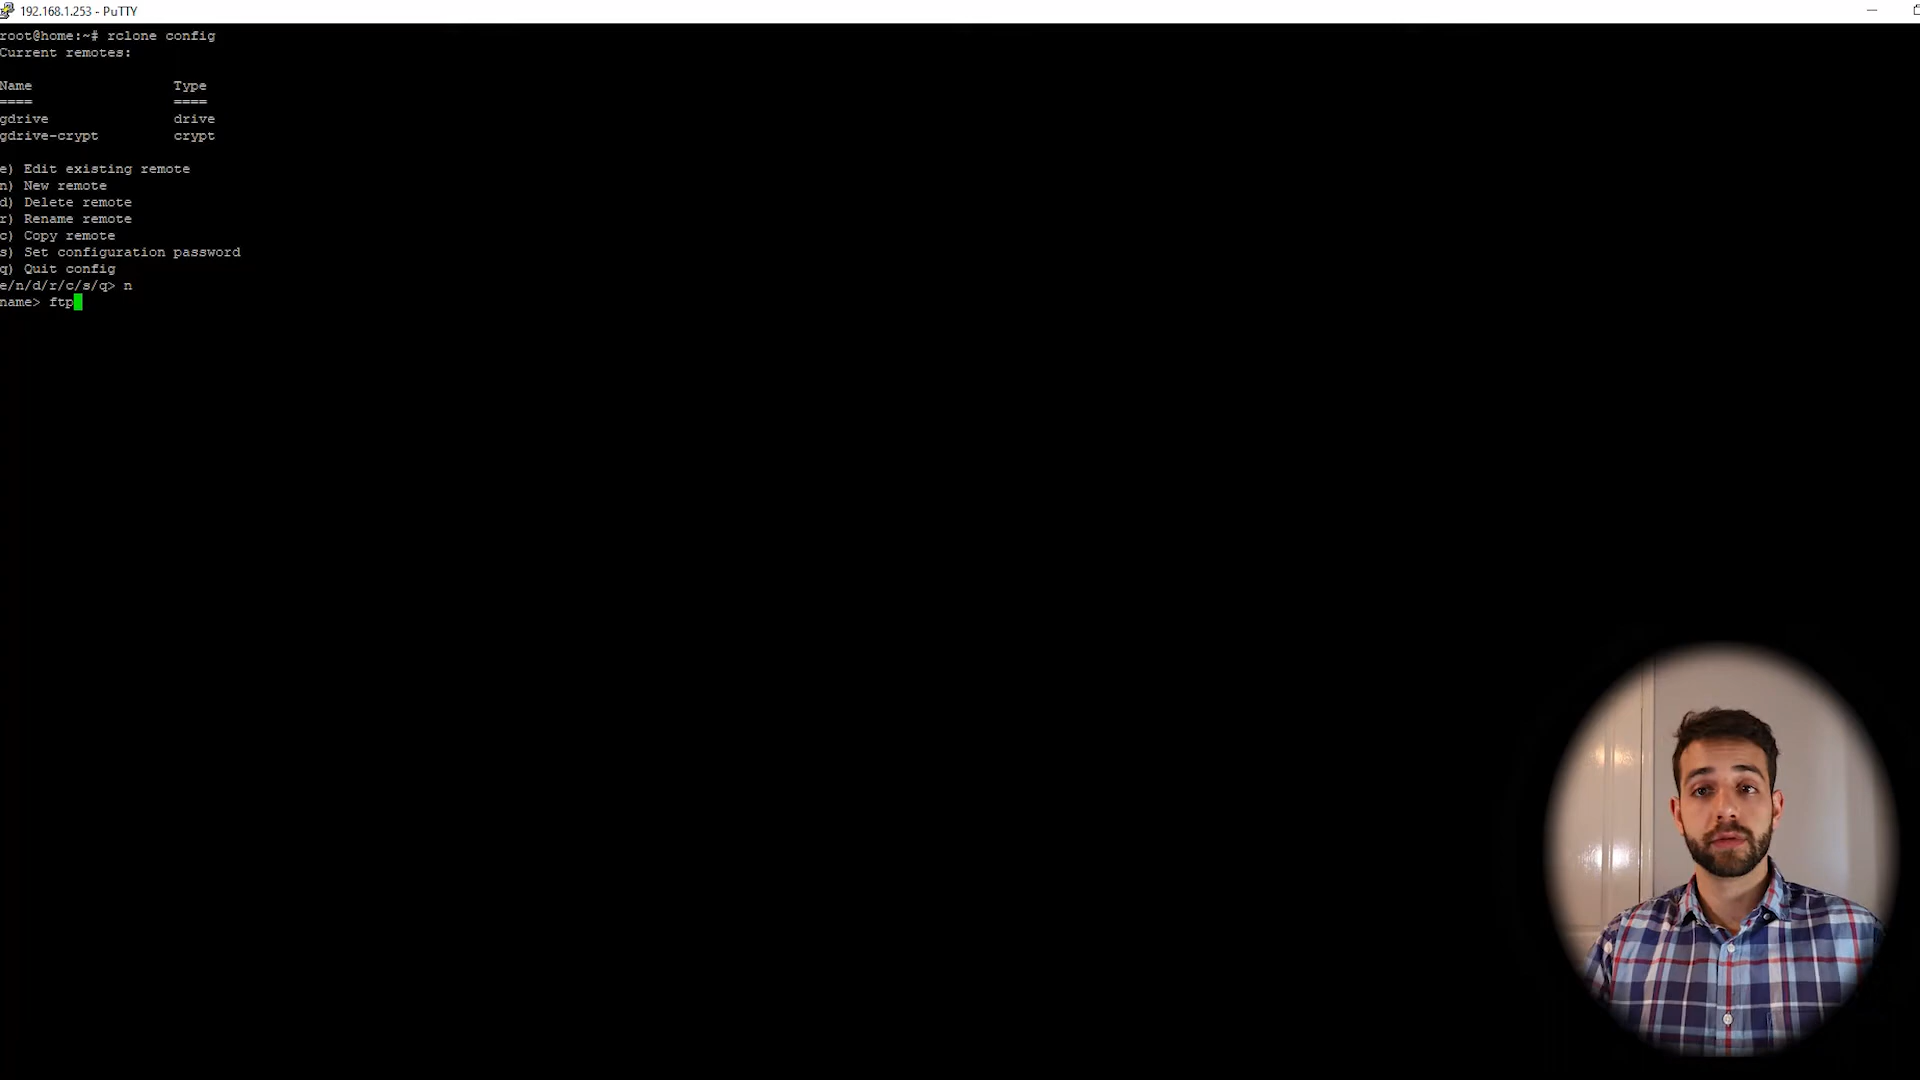 192.168.1.253 - PuTTY
root@home:~# rclone config
Current remotes:
Name Type
==== ====
gdrive drive
gdrive-crypt crypt
e) Edit existing remote
n) New remote
d) Delete remote
r) Rename remote
c) Copy remote
s) Set configuration password
q) Quit config
e/n/d/r/c/s/q> n
name> ftp